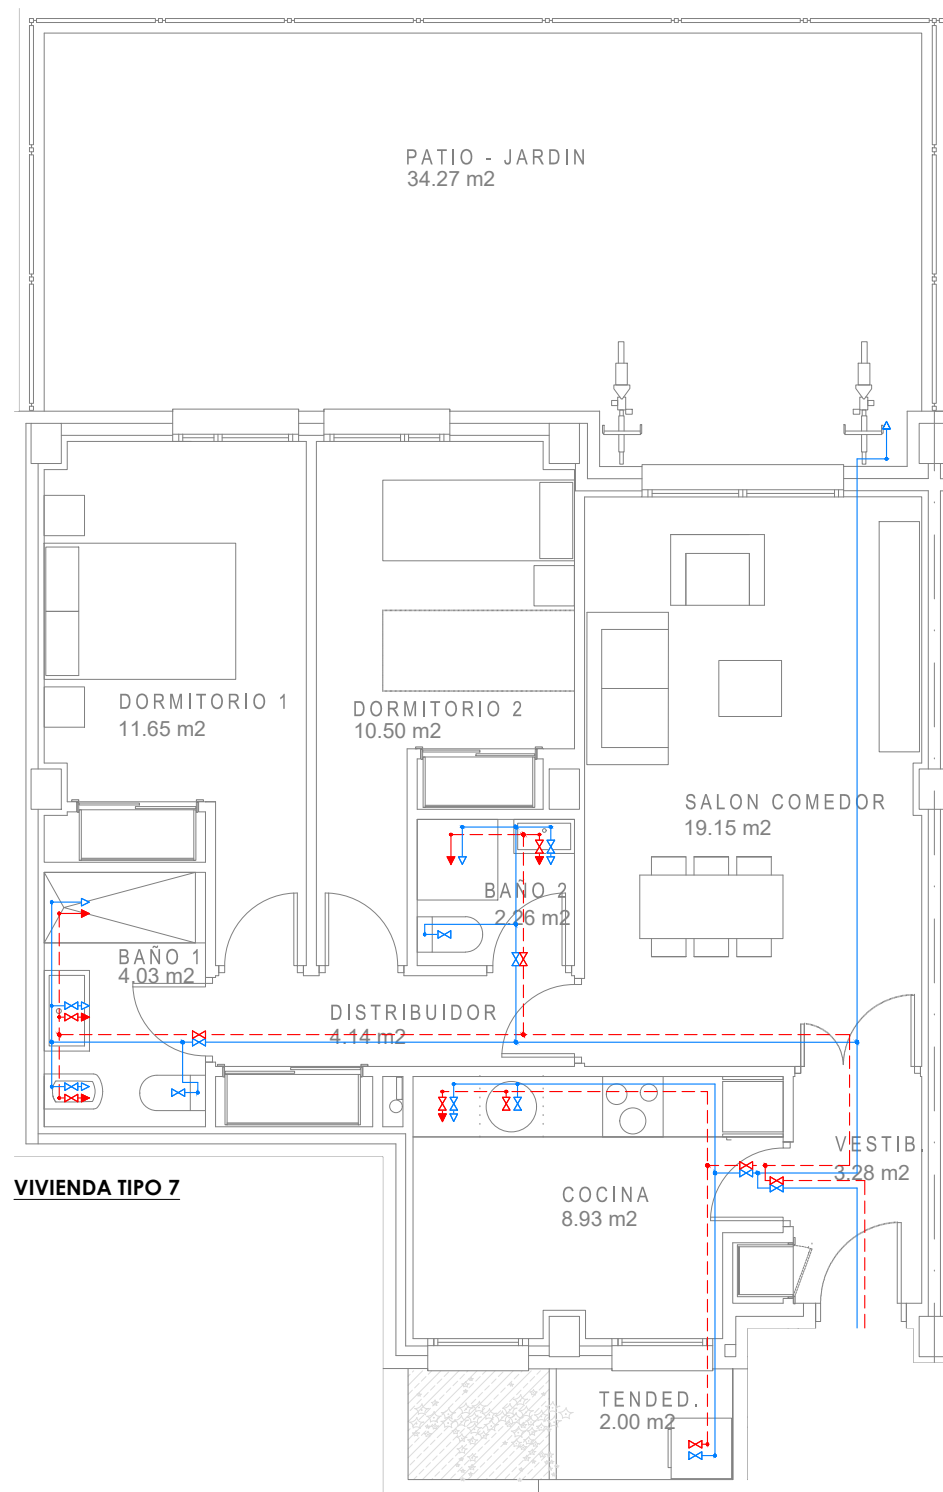 PATIO - JARDIN
34.27 m2
DORMITORIO 1
11.65 m2
DORMITORIO 2
10.50 m2
SALON COMEDOR
19.15 m2
BAÑO 2
2.26 m2
BAÑO 1
4.03 m2
DISTRIBUIDOR
4.14 m2
VESTIB.
3.28 m2
VIVIENDA TIPO 7
COCINA
8.93 m2
TENDED.
2.00 m2